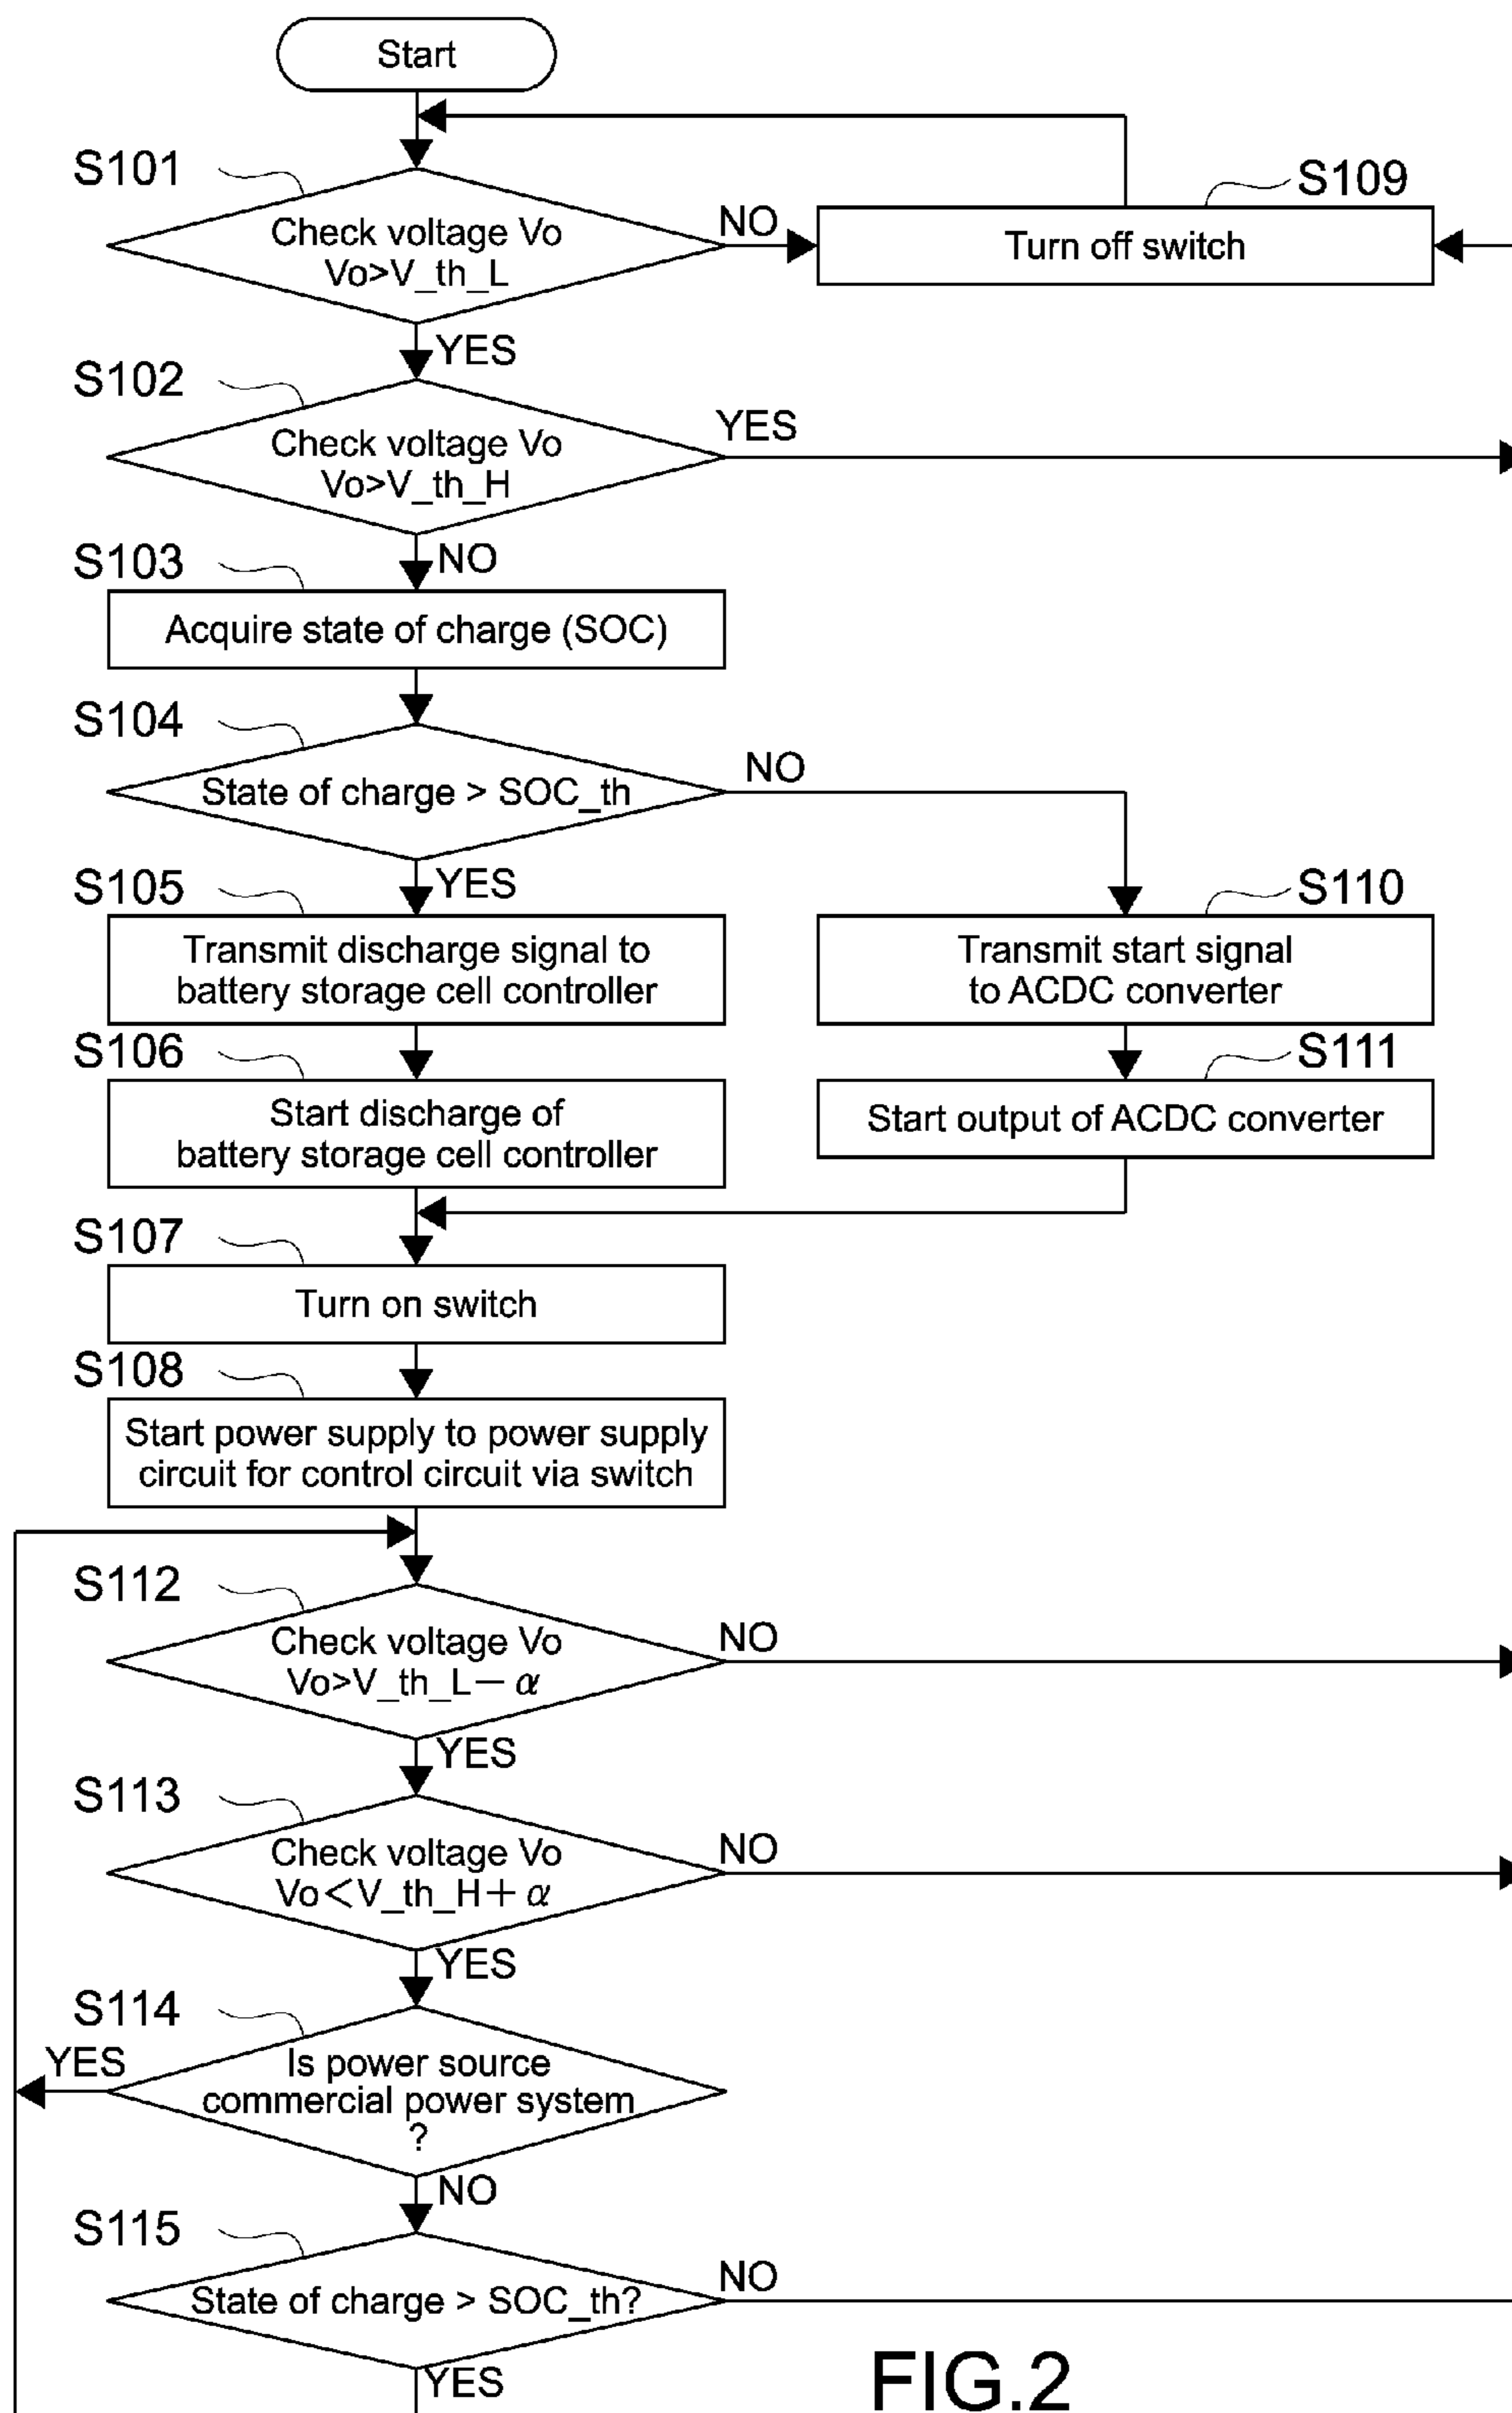 Start
S101
Check voltage Vo
Vo>V_th_L
NO
S109
Turn off switch
YES
S102
Check voltage Vo
Vo>V_th_H
YES
NO
S103
Acquire state of charge (SOC)
S104
State of charge > SOC_th
NO
YES
S105
Transmit discharge signal to
battery storage cell controller
S110
Transmit start signal
to ACDC converter
S106
Start discharge of
battery storage cell controller
S111
Start output of ACDC converter
S107
Turn on switch
S108
Start power supply to power supply
circuit for control circuit via switch
S112
Check voltage Vo
Vo>V_th_L－α
NO
YES
S113
Check voltage Vo
Vo＜V_th_H＋α
NO
YES
S114
Is power source
commercial power system
?
YES
NO
S115
State of charge > SOC_th?
NO
YES
FIG.2